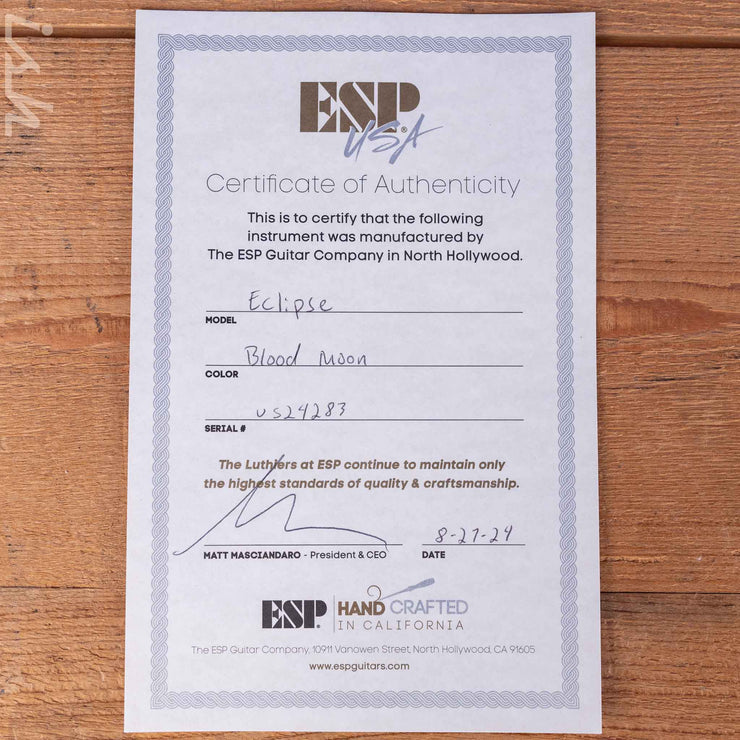 ish
ESP®
USA
Certificate of Authenticity
This is to certify that the following
instrument was manufactured by
The ESP Guitar Company in North Hollywood.
Eclipse
MODEL
Blood Moon
COLOR
US24283
SERIAL #
The Luthiers at ESP continue to maintain only
the highest standards of quality & craftsmanship.
8-27-24
MATT MASCIANDARO - President & CEO DATE
ESP® HAND CRAFTED
IN CALIFORNIA
The ESP Guitar Company, 10911 Vanowen Street, North Hollywood, CA 91605
www.espguitars.com